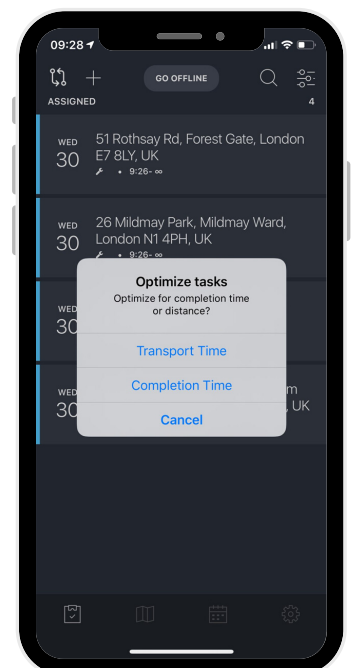 09:28
GO OFFLINE
ASSIGNED 4
WED
30
51 Rothsay Rd, Forest Gate, London
E7 8LY, UK
• 9:26- ∞
WED
30
26 Mildmay Park, Mildmay Ward,
London N1 4PH, UK
• 9:26- ∞
Optimize tasks
Optimize for completion time
or distance?
Transport Time
Completion Time
Cancel
WED
30
WED
30
, UK